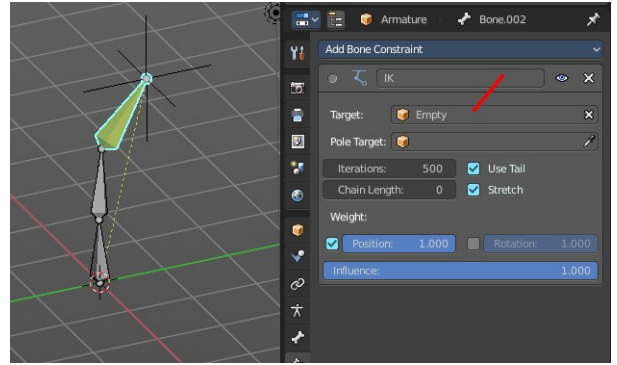 Armature Bone.002
Add Bone Constraint
IK
Target: Empty
Pole Target:
Iterations: 500 Use Tail
Chain Length: 0 Stretch
Weight:
Position: 1.000 Rotation: 1.000
Influence: 1.000